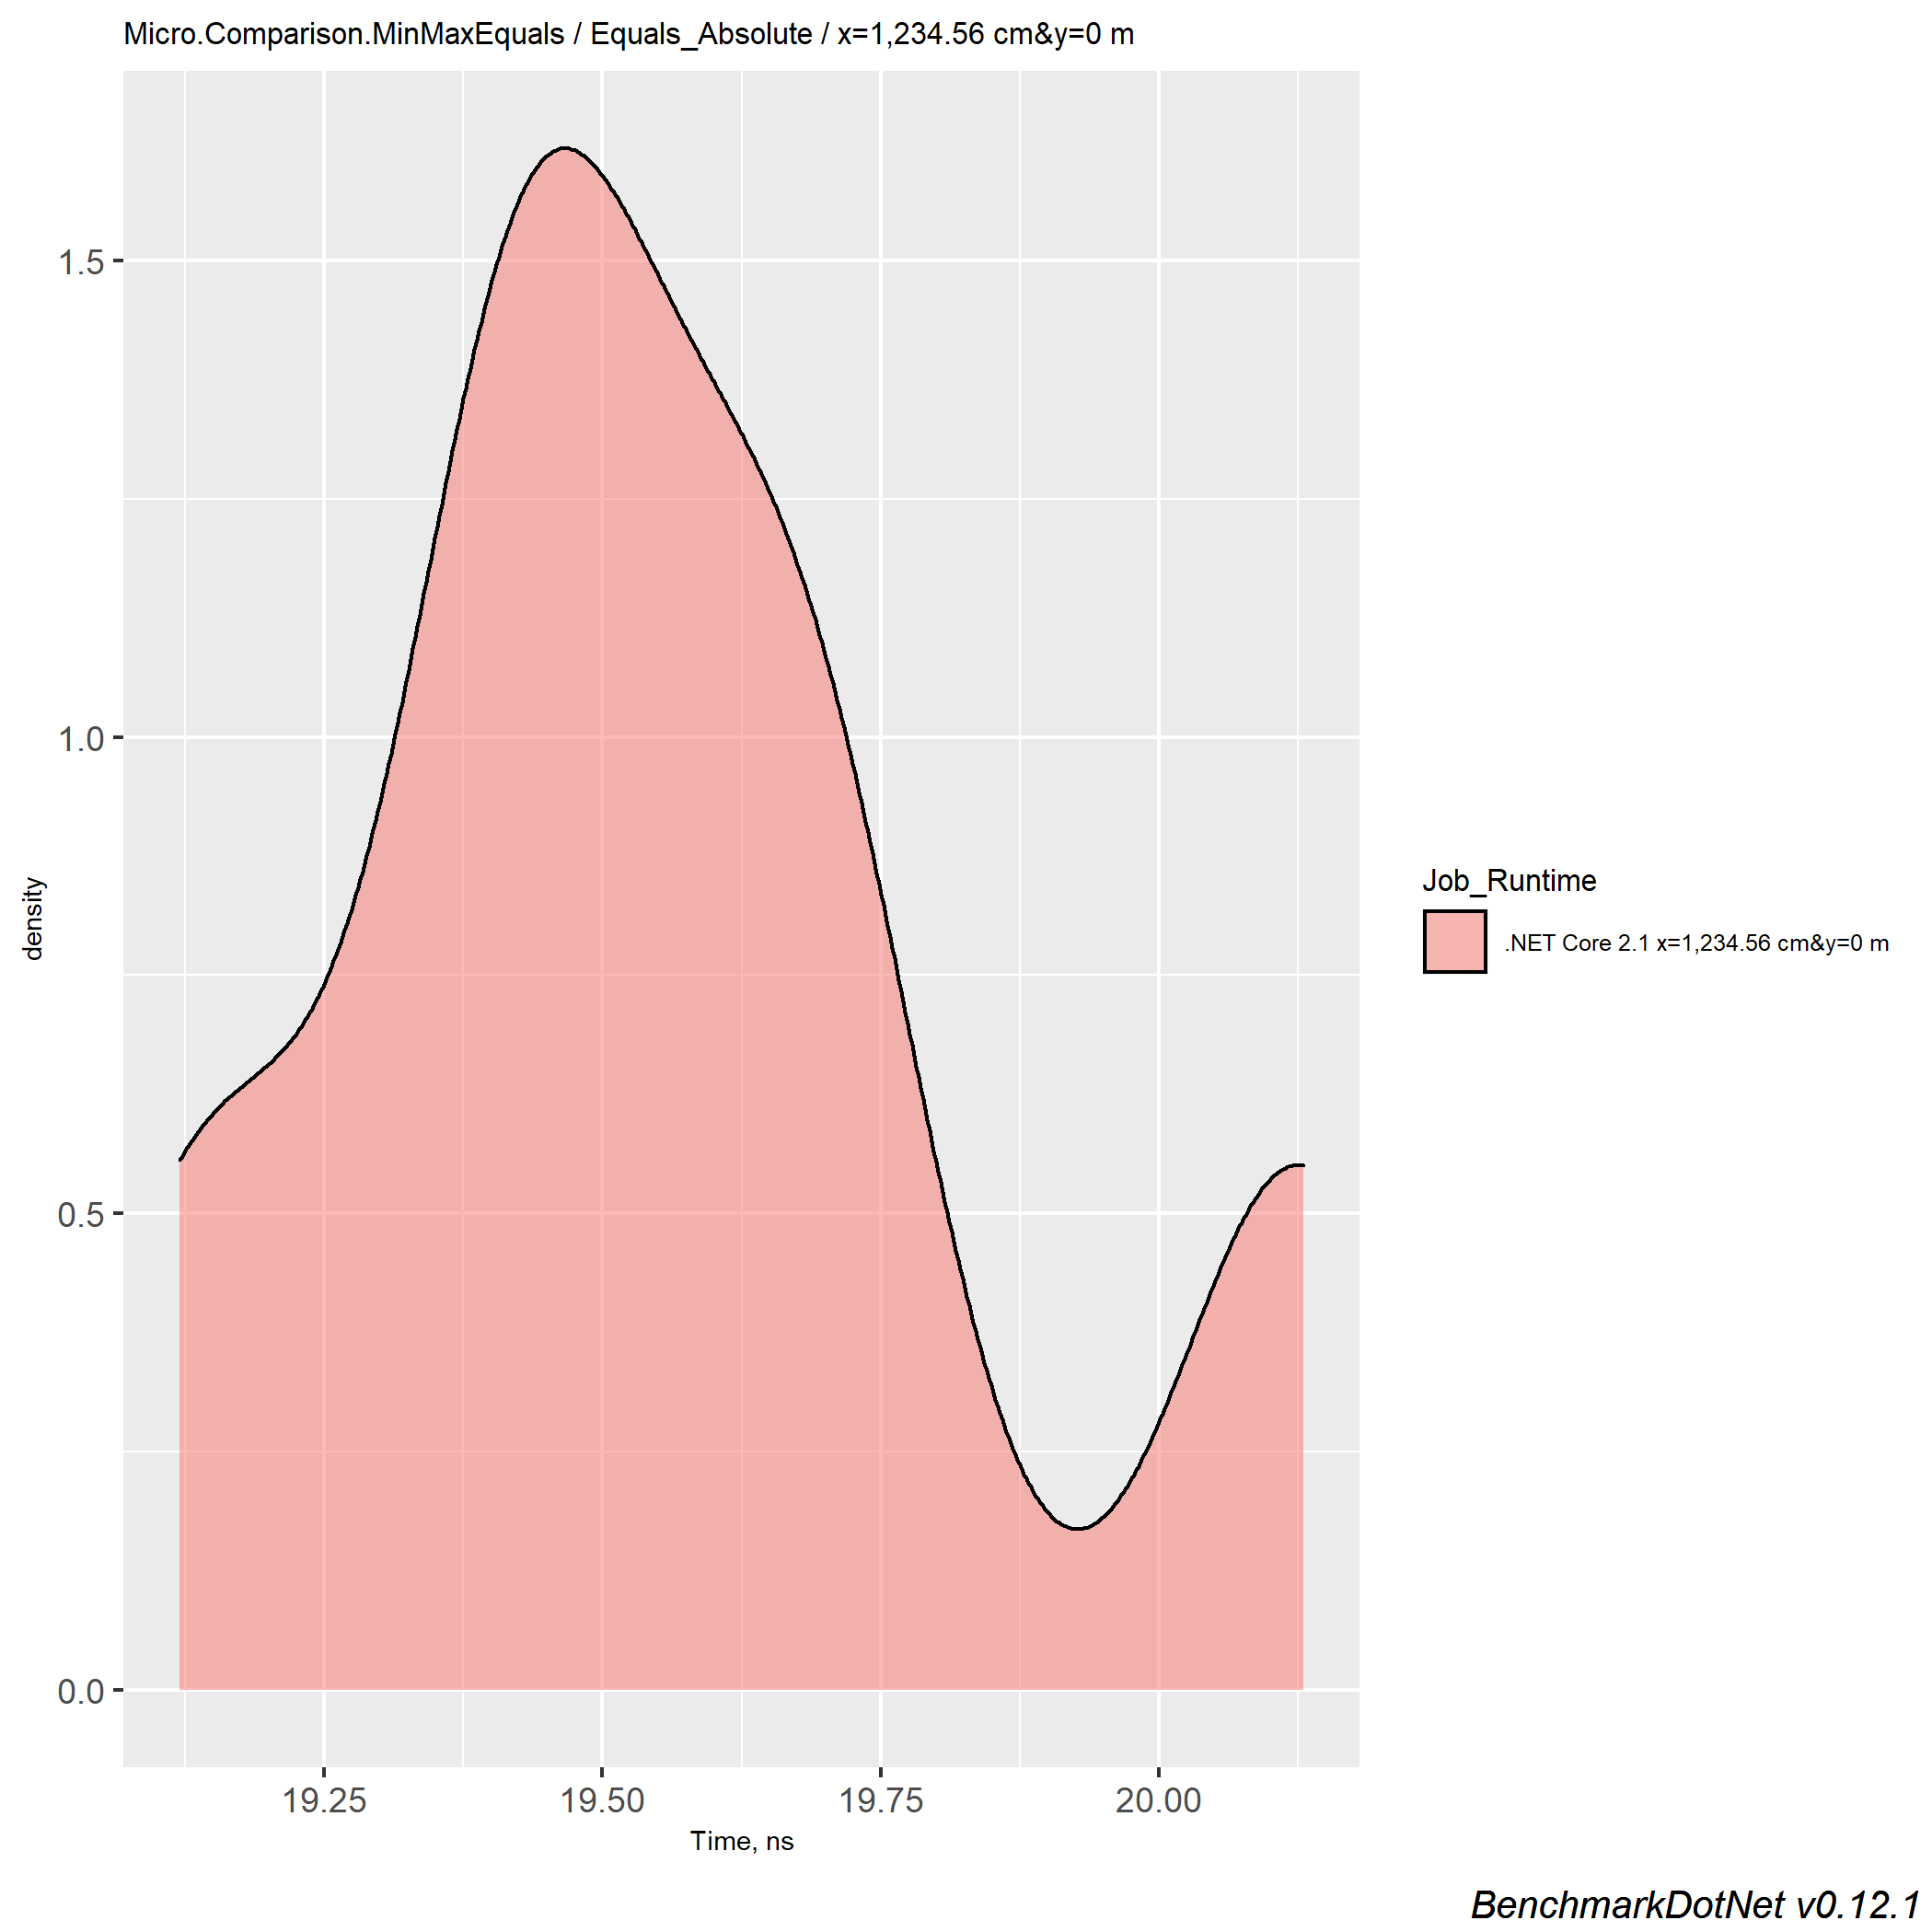 Micro.Comparison.MinMaxEquals / Equals_Absolute / x=1,234.56 cm&y=0 m
1.5
1.0
0.5
0.0
density
19.25 19.50 19.75 20.00
Time, ns
Job_Runtime
.NET Core 2.1 x=1,234.56 cm&y=0 m
BenchmarkDotNet v0.12.1